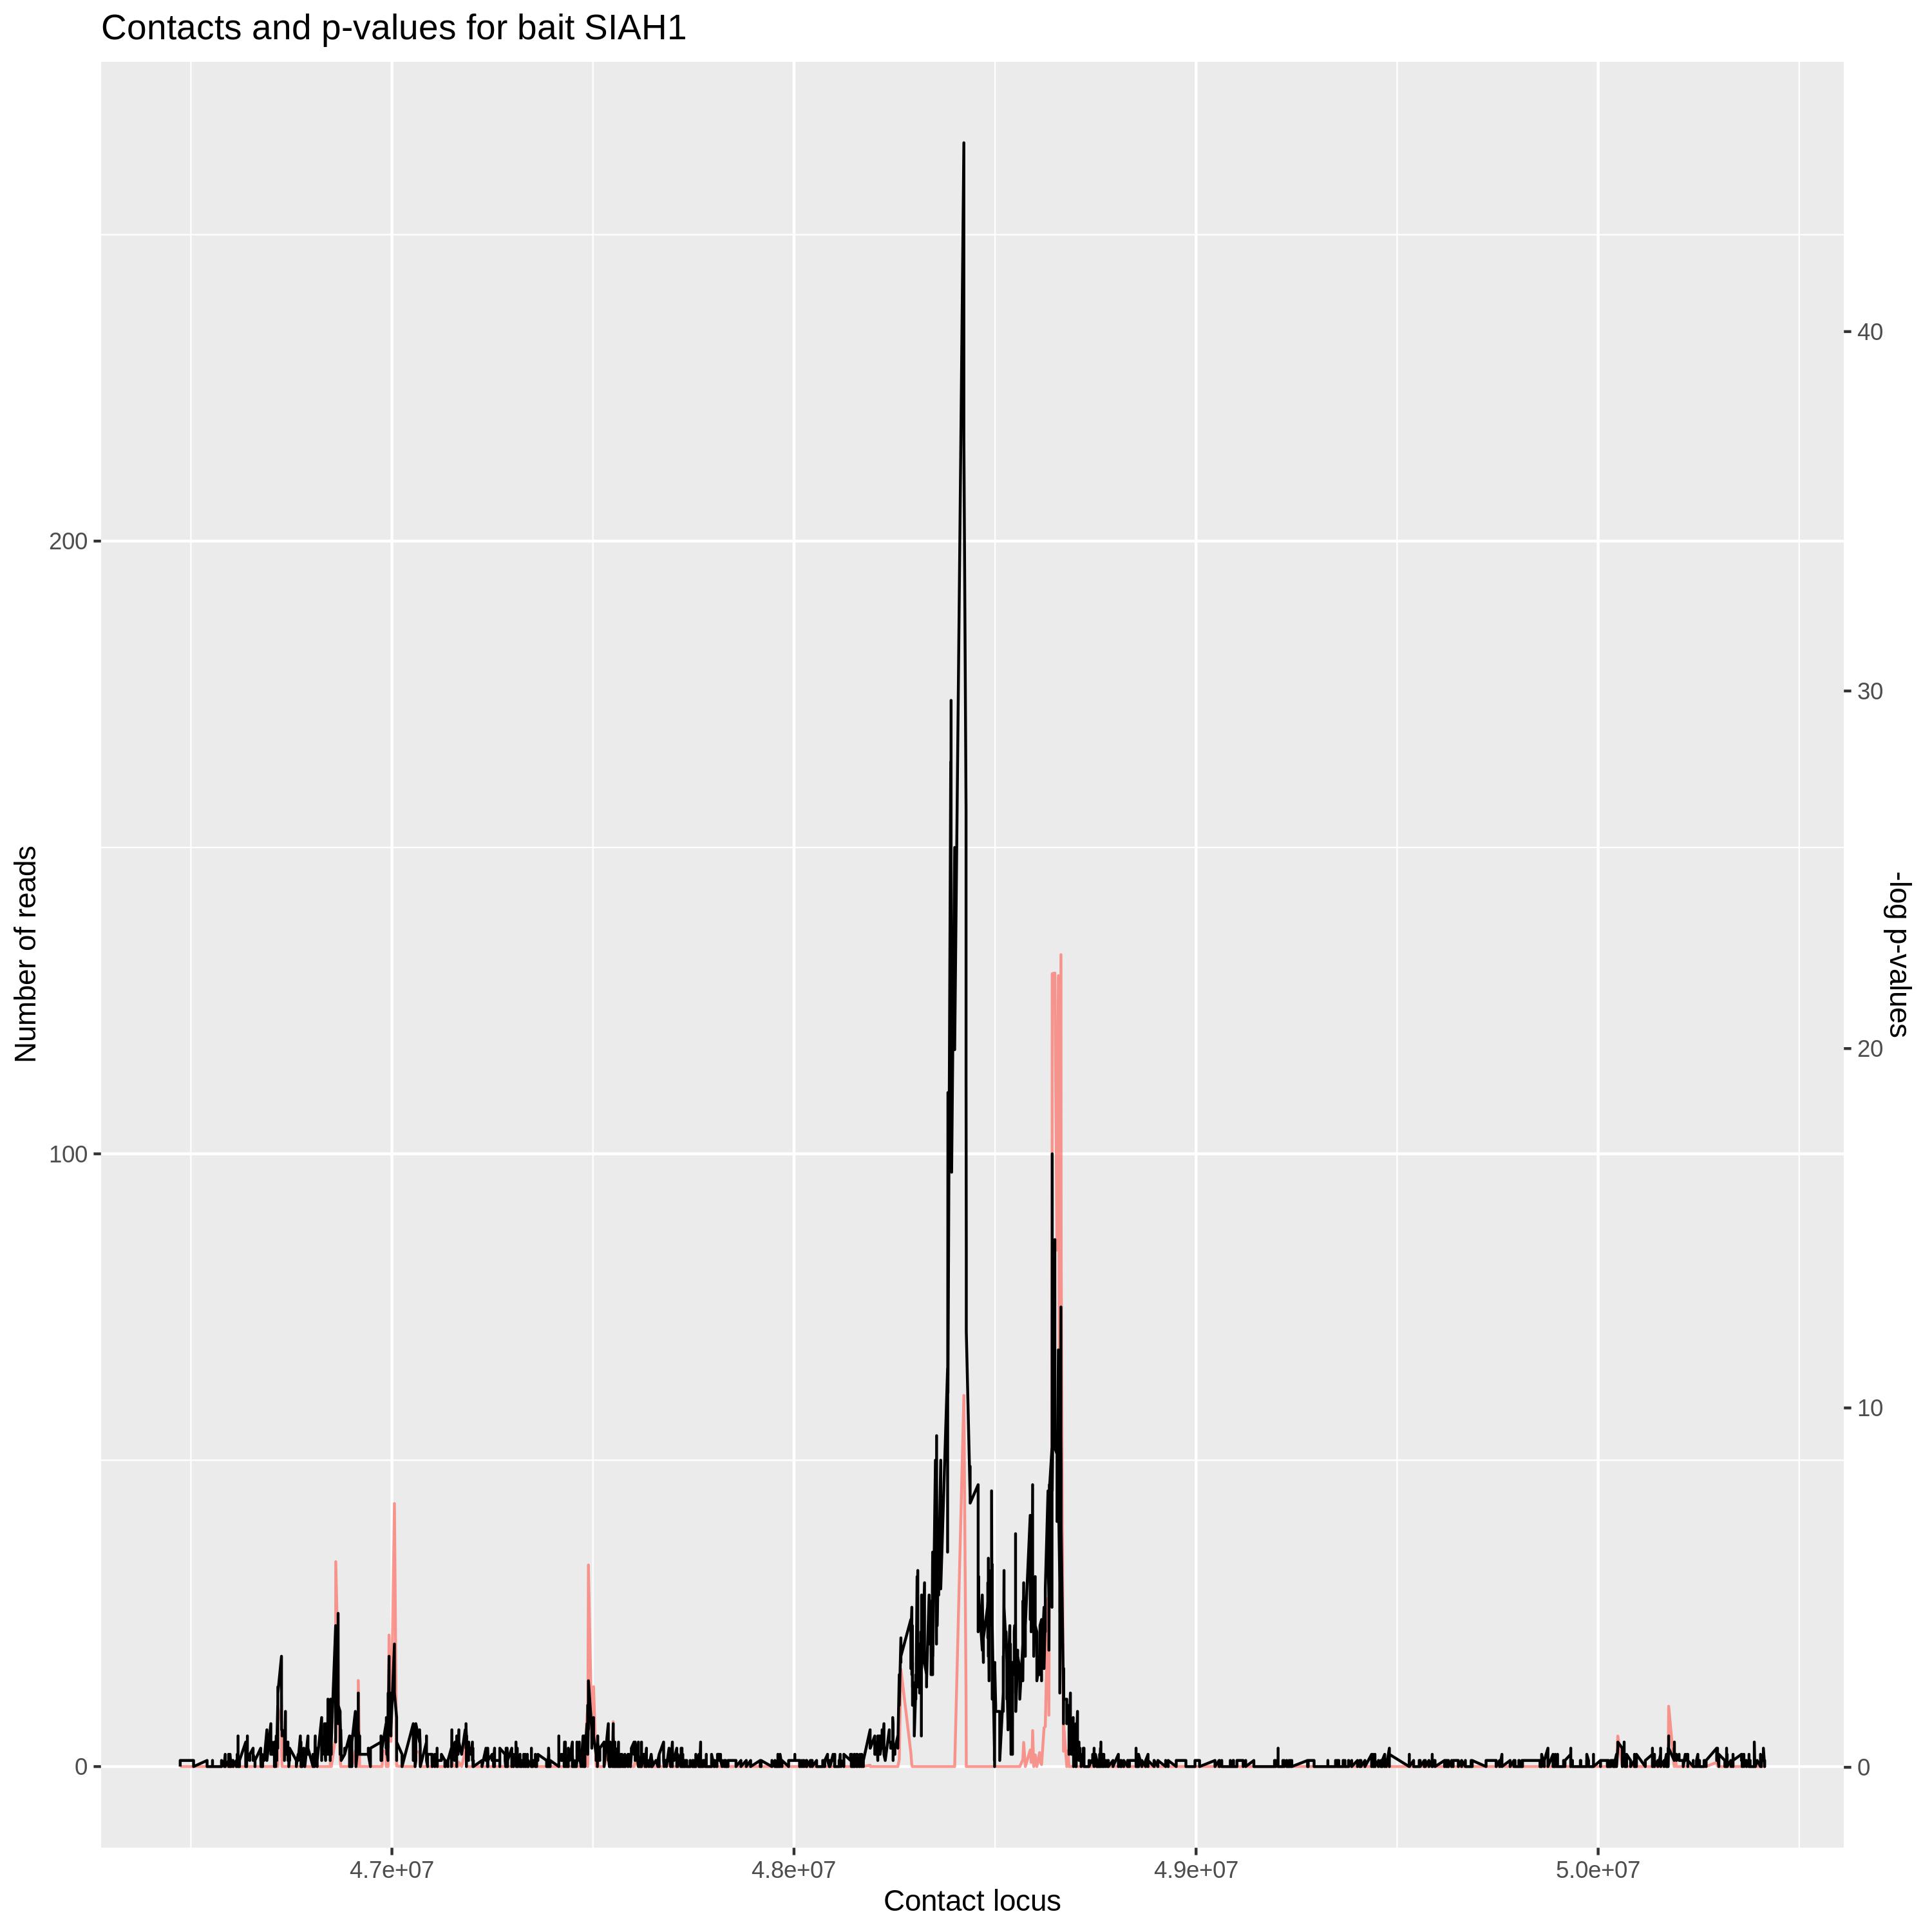 Contacts and p-values for bait SIAH1
Number of reads
200
100
0
40
30
20
10
0
-log p-values
4.7e+07 4.8e+07 4.9e+07 5.0e+07
Contact locus